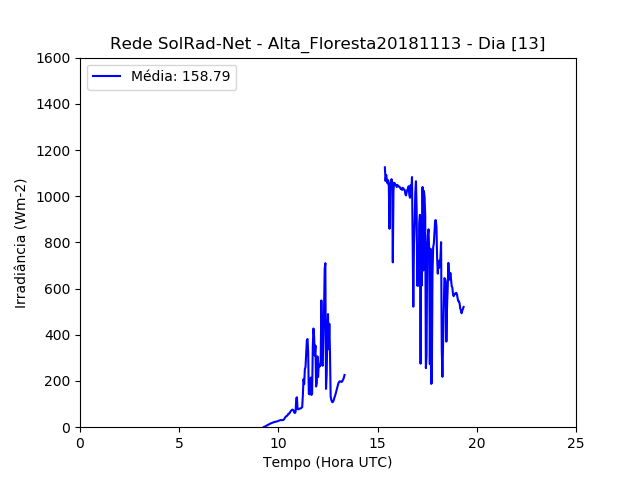 Rede SolRad-Net - Alta_Floresta20181113 - Dia [13]
Média: 158.79
Irradiância (Wm-2)
1600
1400
1200
1000
800
600
400
200
0
0 5 10 15 20 25
Tempo (Hora UTC)